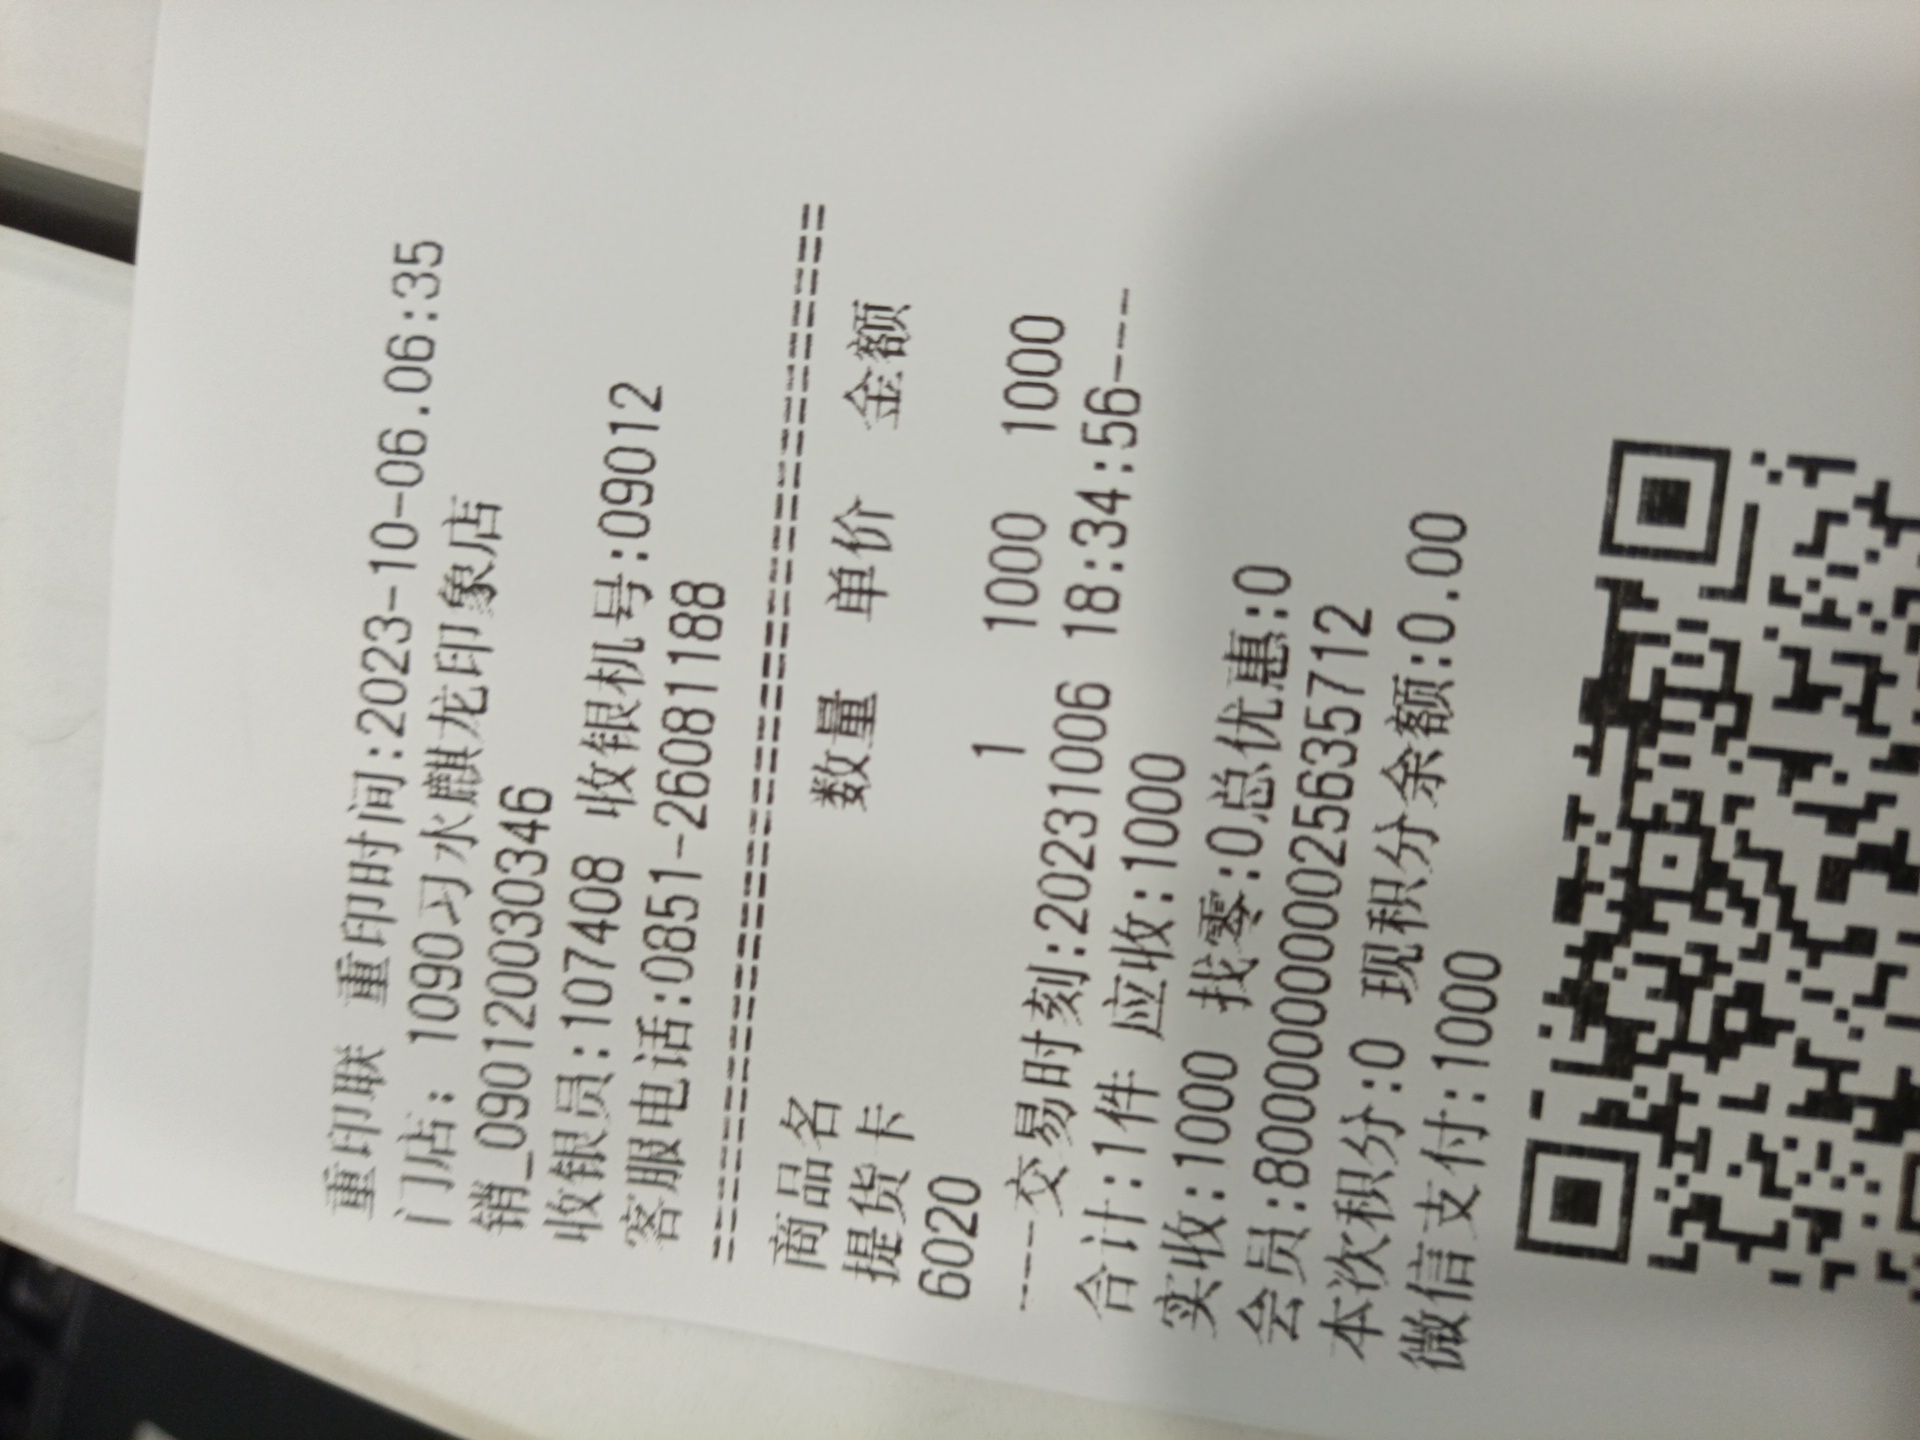 重印联 重印时间:2023-10-06.06:35
门店: 1090习水麒龙印象店
销_090120030346
收银员:107408 收银机号:09012
客服电话:0851-26081188
================================
商品名 数量 单价 金额
提货卡
6020 1 1000 1000
----交易时刻:20231006 18:34:56----
合计:1件 应收:1000
实收:1000 找零:0总优惠:0
会员:8000000000025635712
本次积分:0 现积分余额:0.00
微信支付:1000